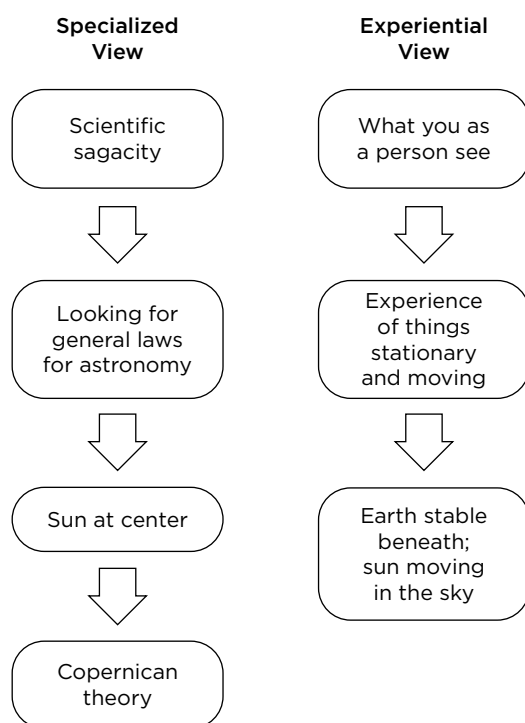 Specialized
View
Scientific
sagacity
Looking for
general laws
for astronomy
Sun at center
Copernican
theory
Experiential
View
What you as
a person see
Experience
of things
stationary
and moving
Earth stable
beneath;
sun moving
in the sky